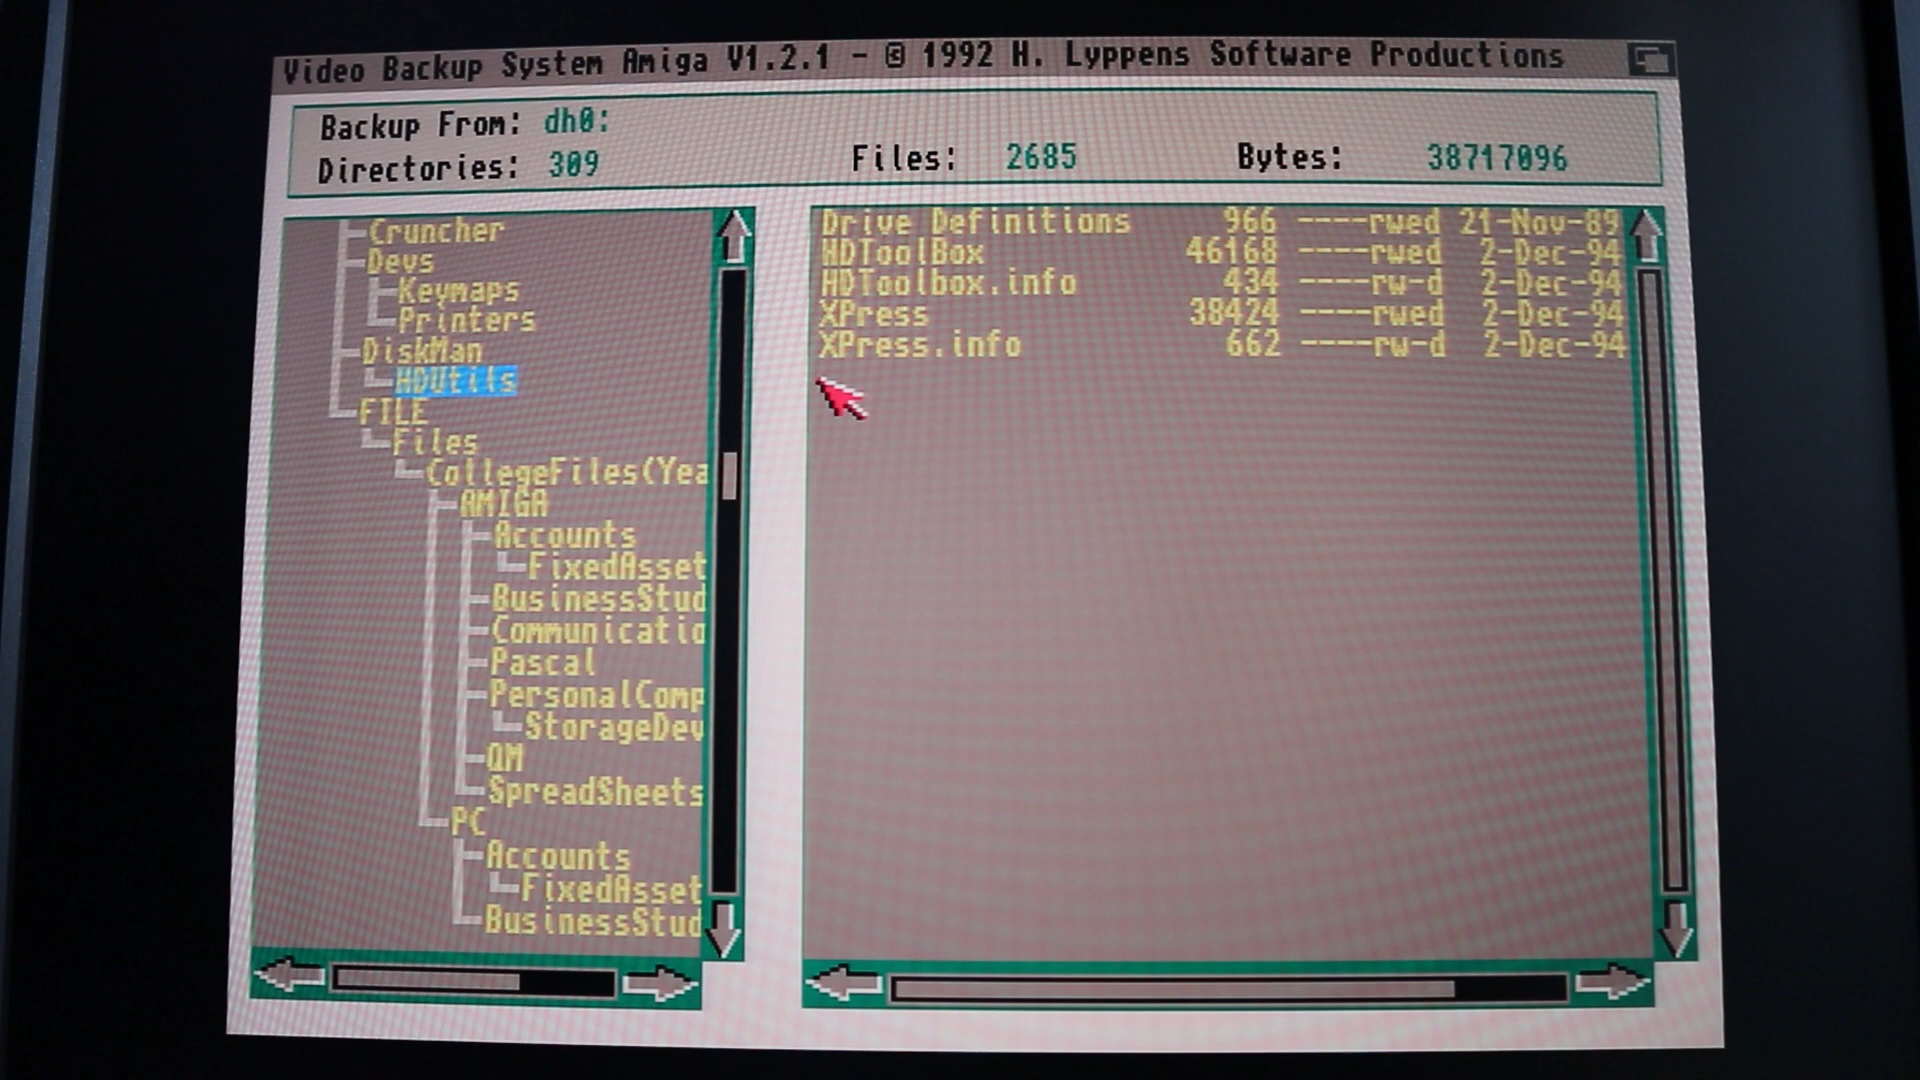 Video Backup System Amiga V1.2.1 - © 1992 H. Lyppens Software Productions
Backup From: dh0:
Directories: 309 Files: 2685 Bytes: 38717096
Cruncher
Devs
Keymaps
Printers
DiskMan
HDUtils
FILE
Files
CollegeFiles(Yea
AMIGA
Accounts
FixedAsset
BusinessStud
Communicatio
Pascal
PersonalComp
StorageDev
QM
SpreadSheets
PC
Accounts
FixedAsset
BusinessStud
Drive Definitions 966 ----rwed 21-Nov-89
HDToolBox 46168 ----rwed 2-Dec-94
HDToolbox.info 434 ----rw-d 2-Dec-94
XPress 38424 ----rwed 2-Dec-94
XPress.info 662 ----rw-d 2-Dec-94